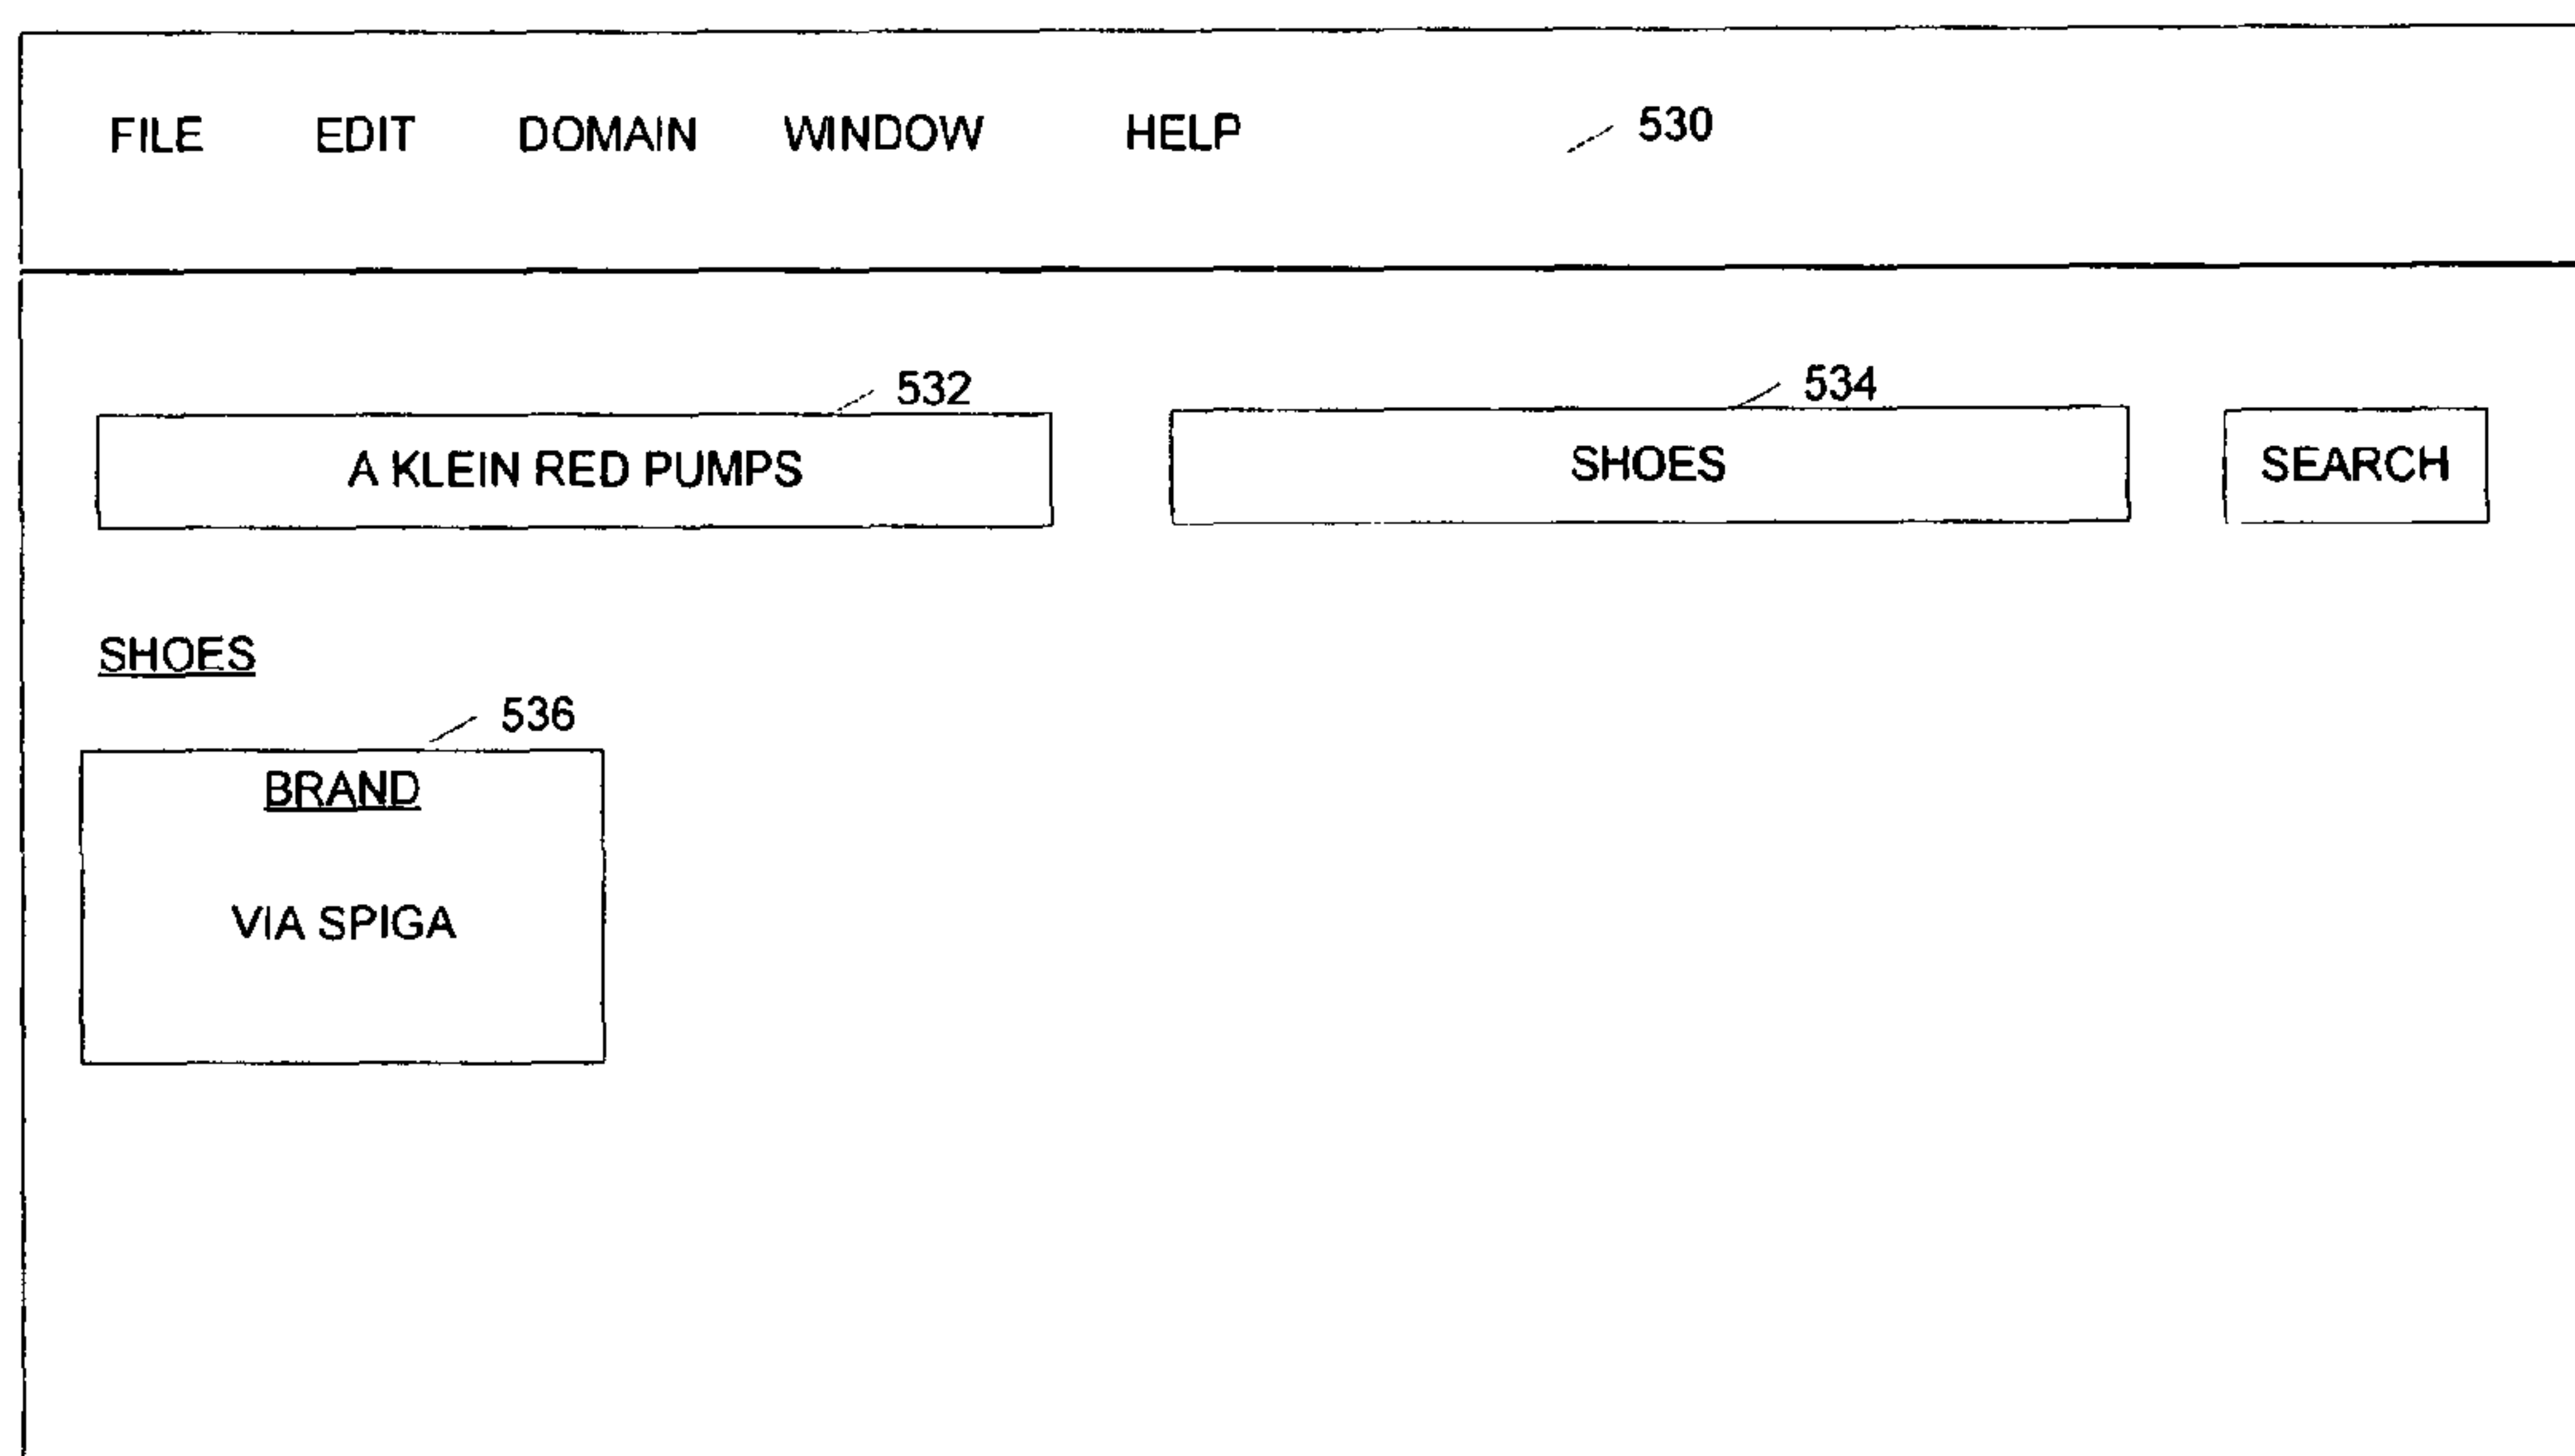 FILE EDIT DOMAIN WINDOW HELP 530
532 534
A KLEIN RED PUMPS SHOES SEARCH
SHOES
536
BRAND
VIA SPIGA